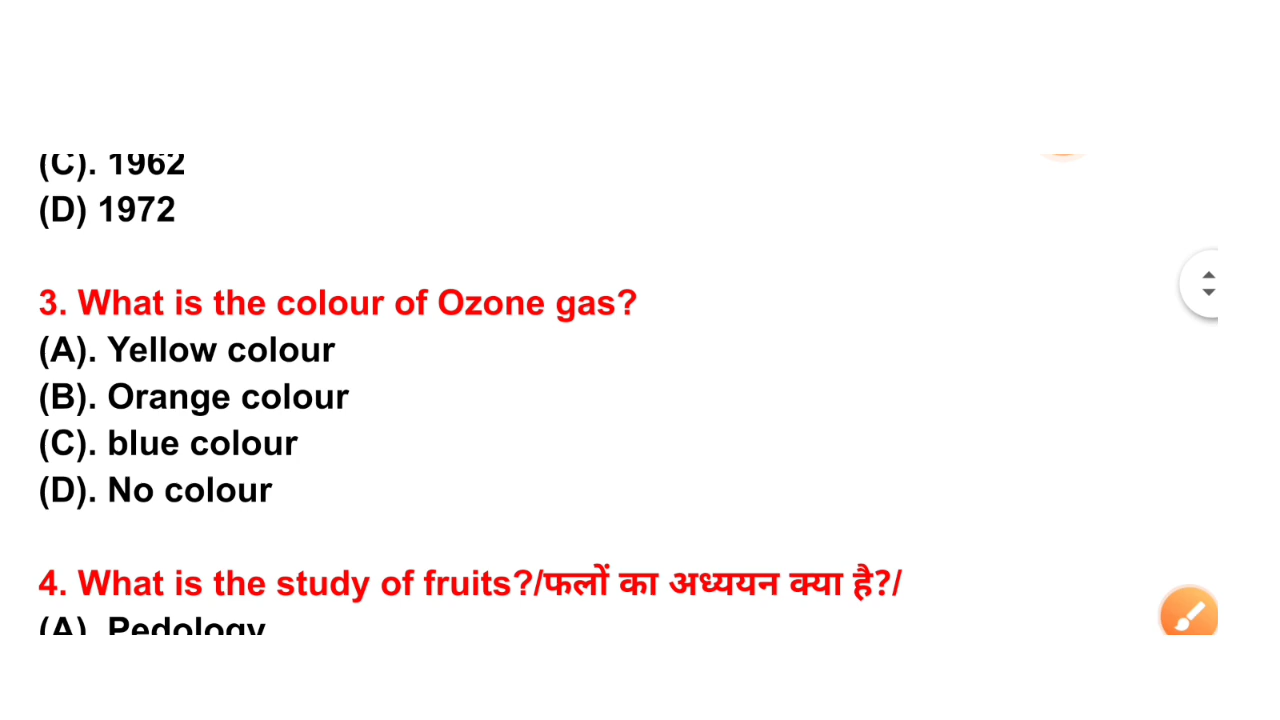 (C). 1962
(D) 1972
3. What is the colour of Ozone gas?
(A). Yellow colour
(B). Orange colour
(C). blue colour
(D). No colour
4. What is the study of fruits?/फलों का अध्ययन क्या है?/
(A). Pedology